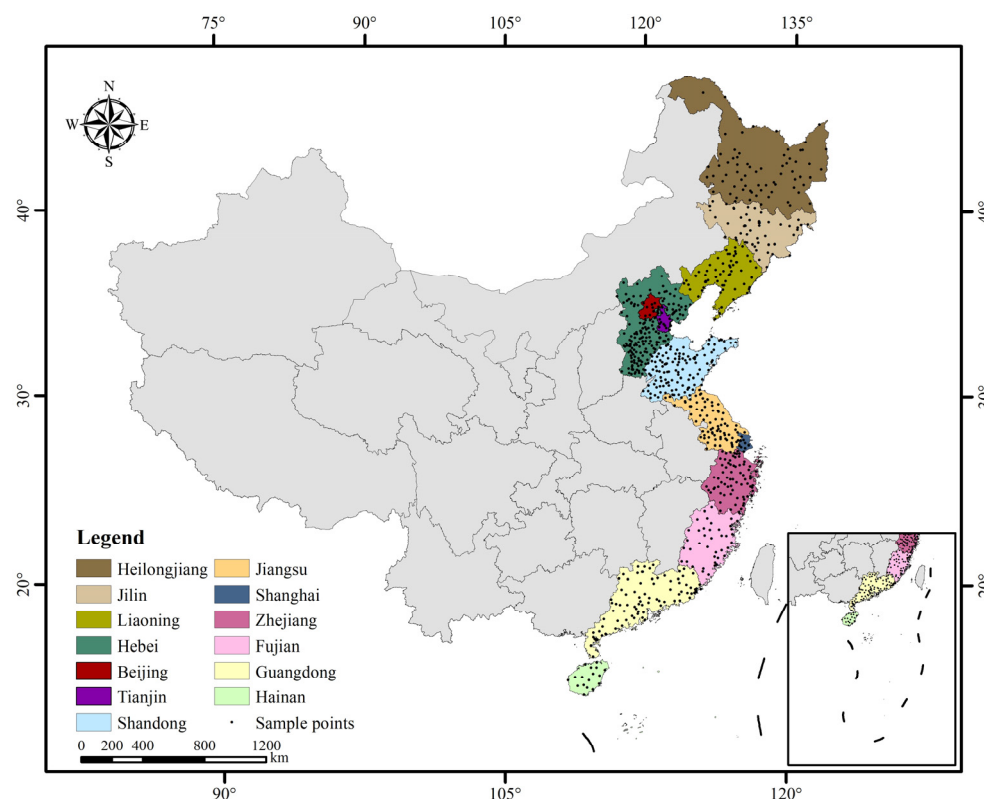 75° 90° 105° 120° 135°
N
W E
S
40° 40°
30° 30°
20° 20°
Legend
Heilongjiang Jiangsu
Jilin Shanghai
Liaoning Zhejiang
Hebei Fujian
Beijing Guangdong
Tianjin Hainan
Shandong Sample points
0 200 400 800 1200
km
90° 105° 120°